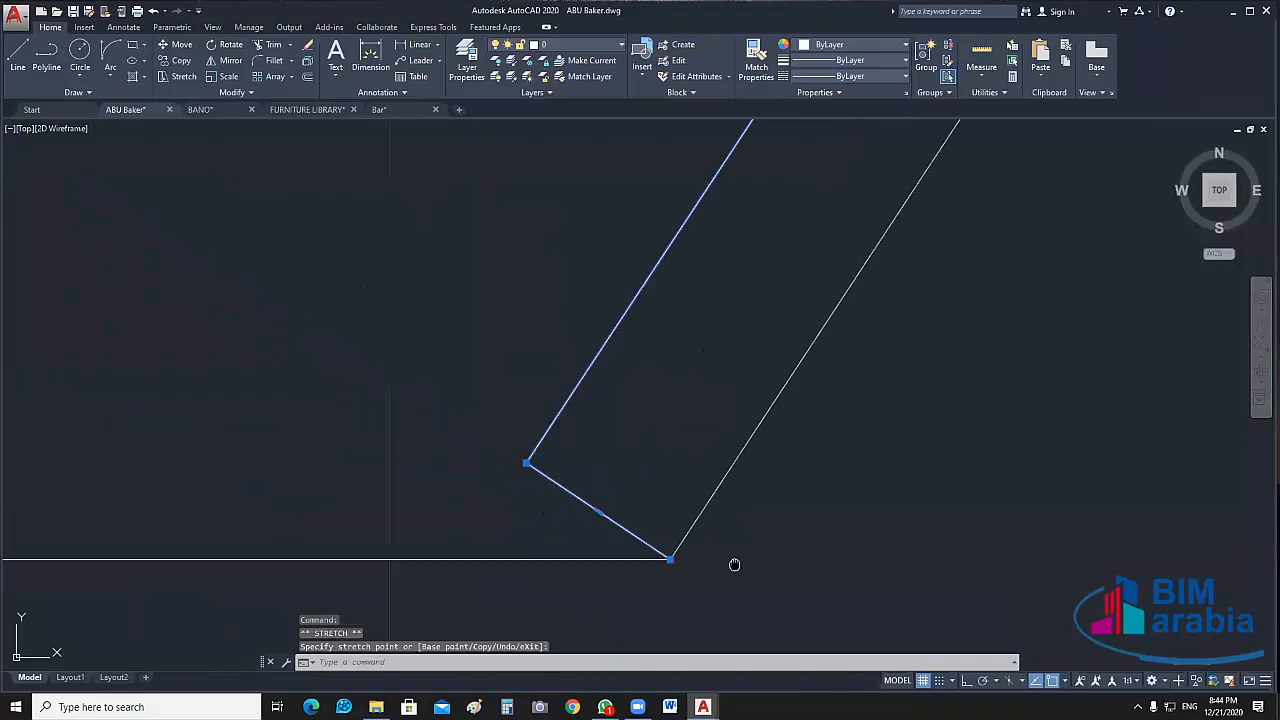 Autodesk AutoCAD 2020 ABU Baker.dwg
Type a keyword or phrase
Sign In
Home Insert Annotate Parametric View Manage Output Add-ins Collaborate Express Tools Featured Apps
Line Polyline Circle Arc
Move Rotate Trim
Copy Mirror Fillet
Stretch Scale Array
Text Dimension
Linear
Leader
Table
Layer Properties
0
Make Current
Match Layer
Insert
Create
Edit
Edit Attributes
Match Properties
ByLayer
ByLayer
ByLayer
Group
Measure
Paste
Base
Draw Modify Annotation Layers Block Properties Groups Utilities Clipboard View
Start ABU Baker* BANO* FURNITURE LIBRARY* Bar*
[−][Top][2D Wireframe]
N
W TOP E
S
WCS
Y
X
Command:
** STRETCH **
Specify stretch point or [Base point/Copy/Undo/eXit]:
Type a command
BIM
arabia
Model Layout1 Layout2
MODEL
1:1
Type here to search
8:44 PM
12/21/2020